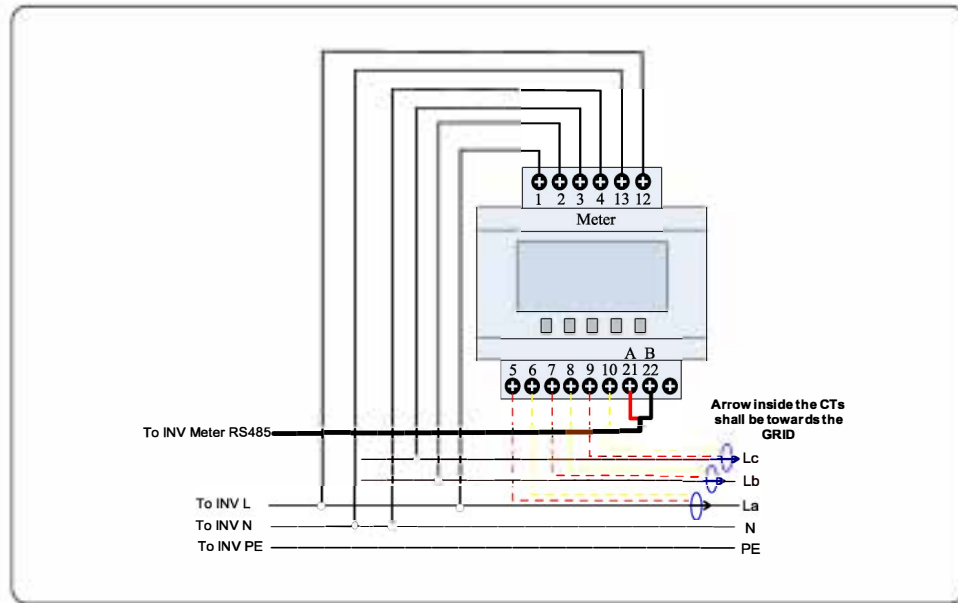 1 2 3 4 13 12
Meter
A B
5 6 7 8 9 10 21 22
Arrow inside the CTs
shall be towards the
GRID
To INV Meter RS485
Lc
Lb
To INV L
La
To INV N
N
To INV PE
PE